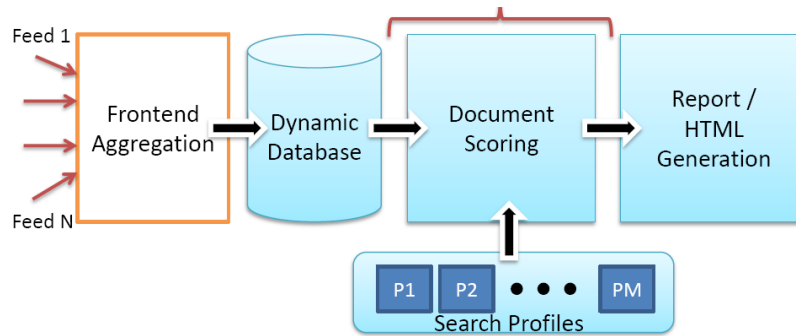 Feed 1
Feed N
Frontend
Aggregation
Dynamic
Database
Document
Scoring
Report /
HTML
Generation
P1 P2 PM
Search Profiles